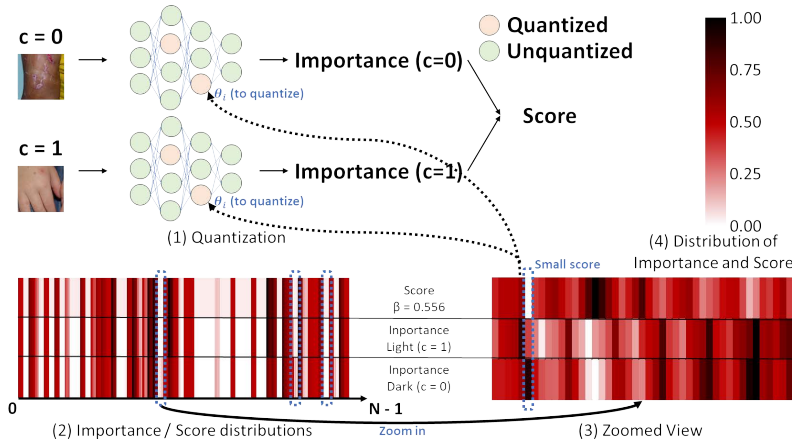 c = 0
Importance (c=0)
θi (to quantize)
Quantized
Unquantized
Score
c = 1
Importance (c=1)
θi (to quantize)
(1) Quantization
1.00
0.75
0.50
0.25
0.00
(4) Distribution of
Importance and Score
Small score
Score
β = 0.556
Inportance
Light (c = 1)
Inportance
Dark (c = 0)
0
N - 1
(2) Importance / Score distributions
Zoom in
(3) Zoomed View